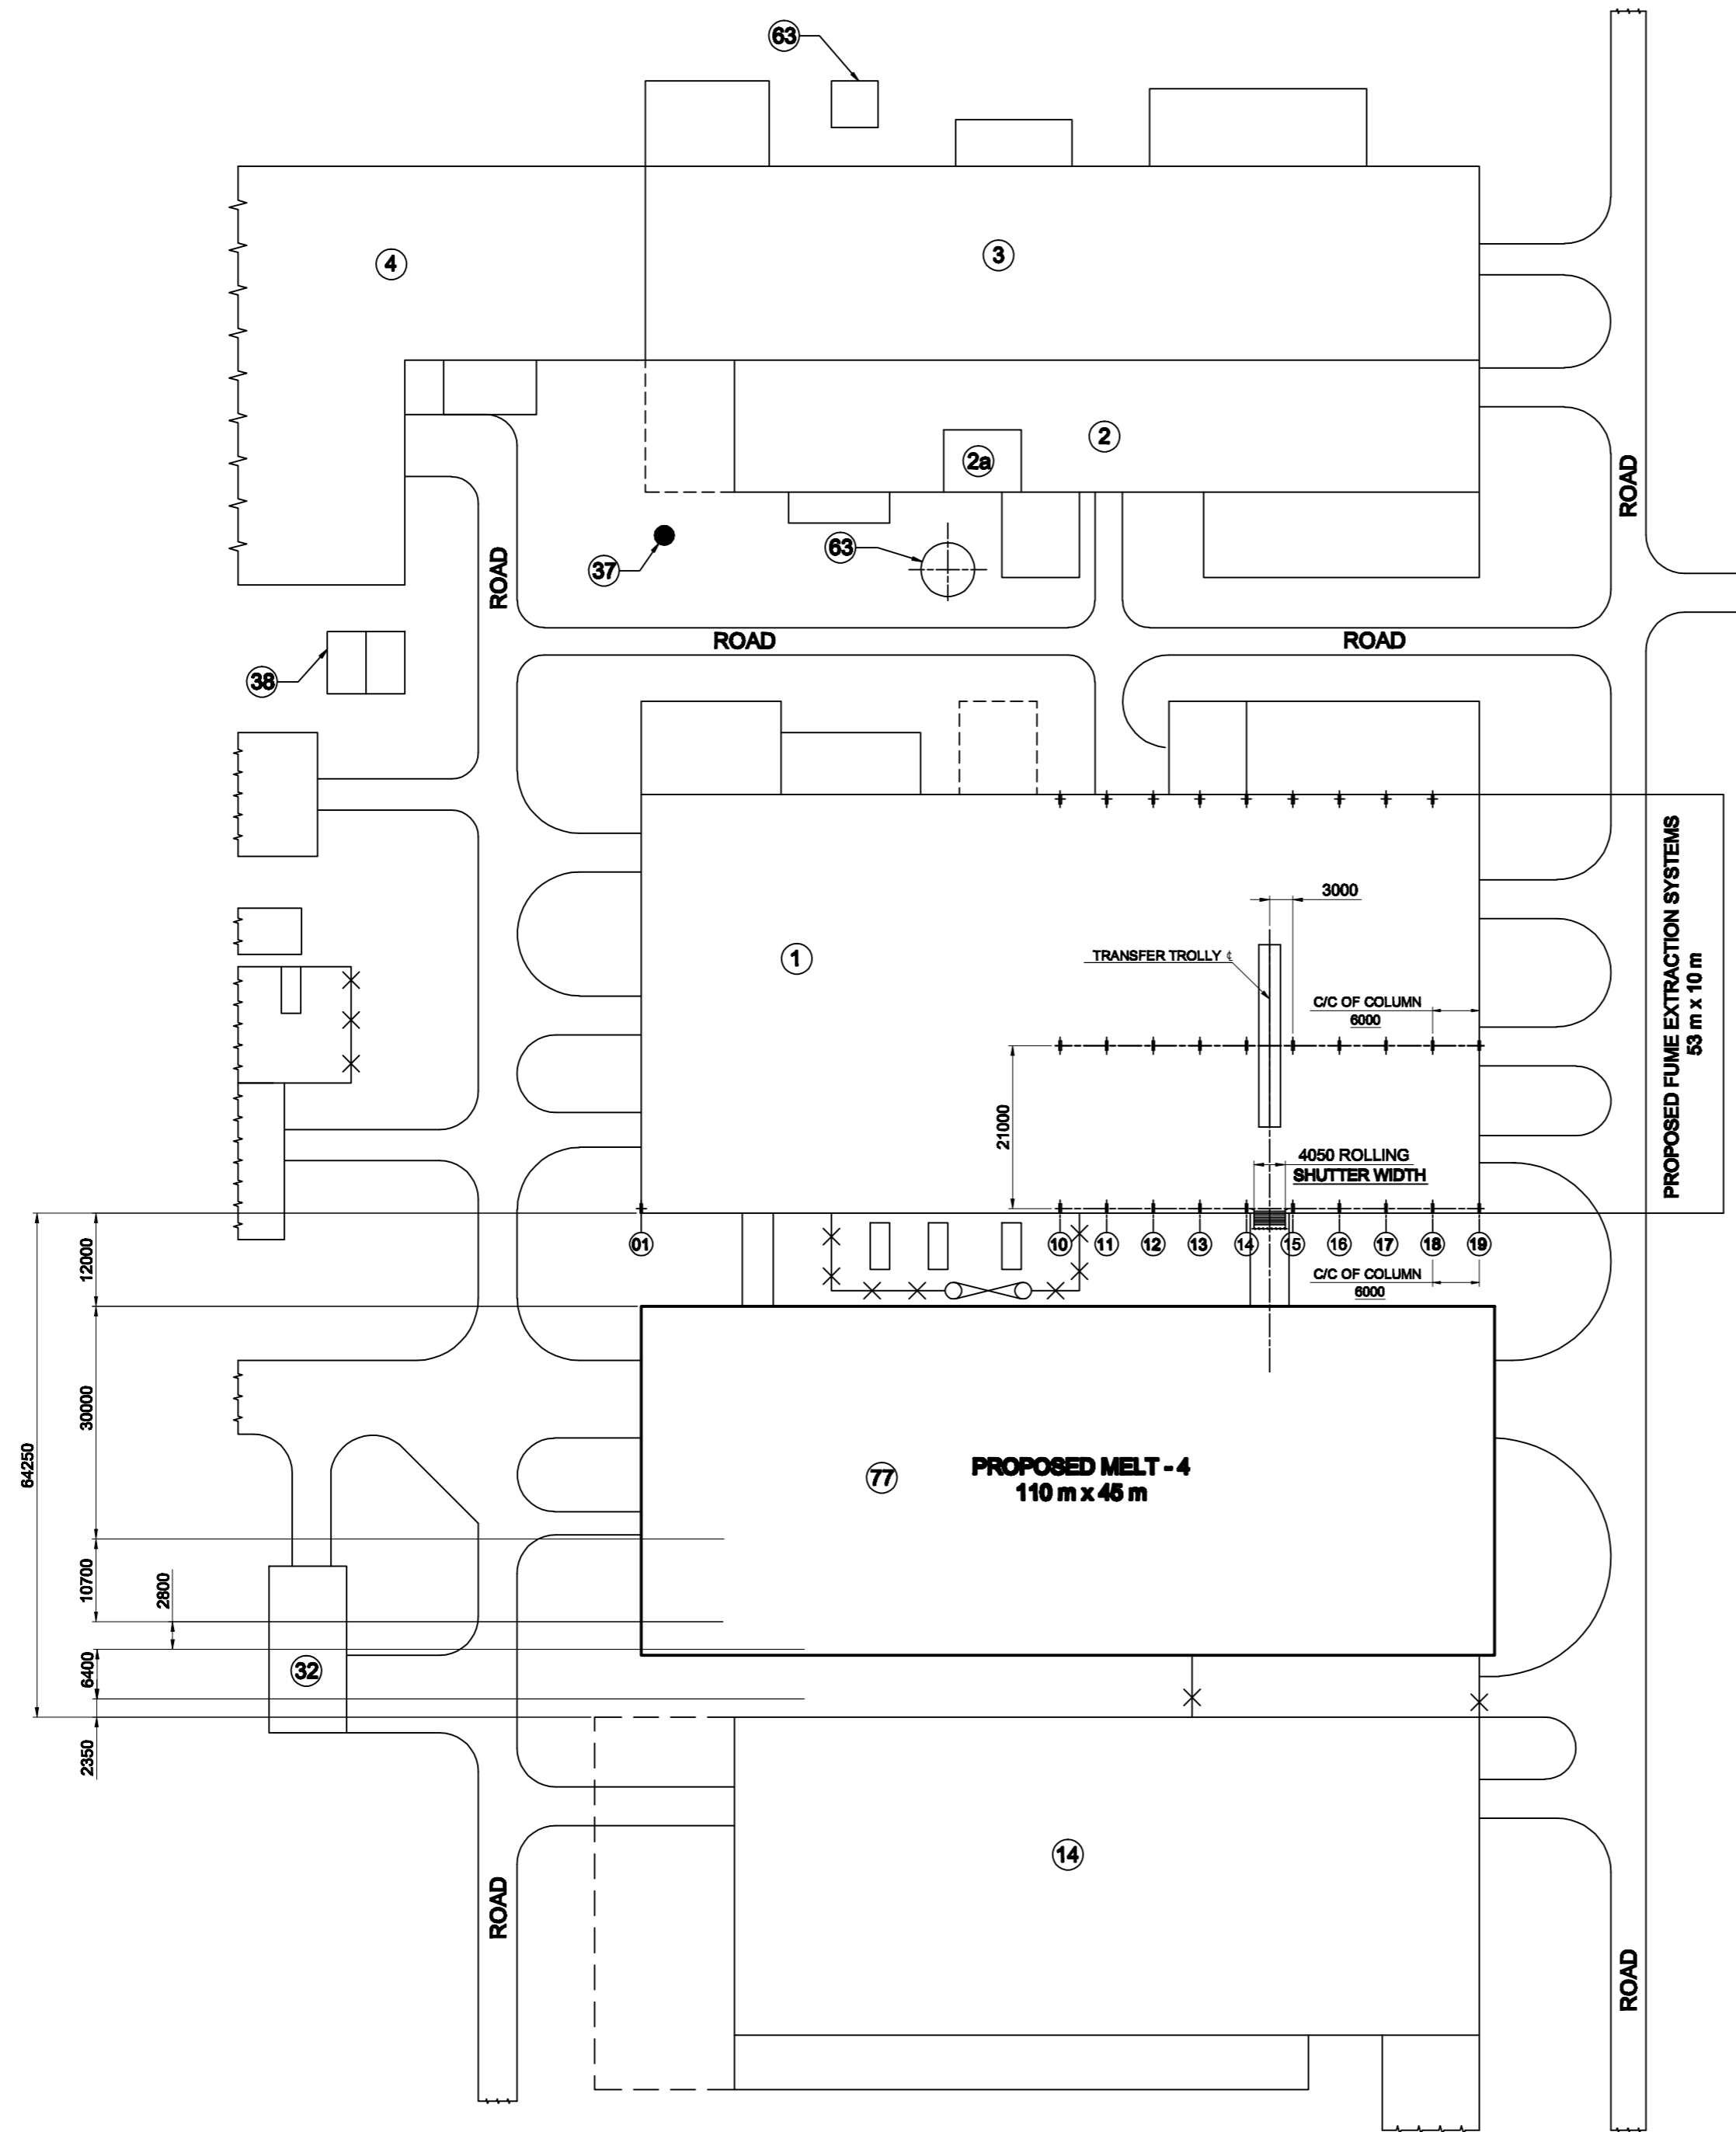 63
4
3
2
2a
ROAD
63
37
ROAD
ROAD
ROAD
38
PROPOSED FUME EXTRACTION SYSTEMS
53 m x 10 m
3000
1
TRANSFER TROLLY ℄
C/C OF COLUMN
6000
21000
4050 ROLLING
SHUTTER WIDTH
01
10
11
12
13
14
15
16
17
18
19
12000
C/C OF COLUMN
6000
30000
64250
77
PROPOSED MELT - 4
110 m x 45 m
10700
2800
6400
32
2350
14
ROAD
ROAD